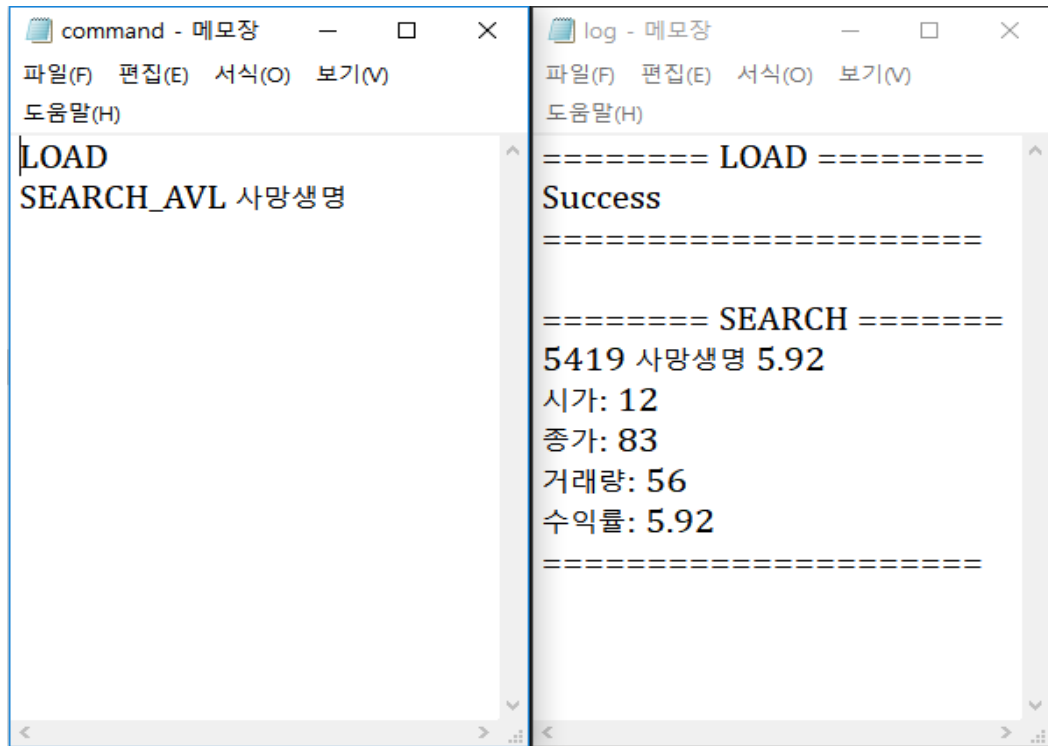 command - 메모장
파일(F) 편집(E) 서식(O) 보기(V)
도움말(H)
LOAD
SEARCH_AVL 사망생명
log - 메모장
파일(F) 편집(E) 서식(O) 보기(V)
도움말(H)
======== LOAD ========
Success
=====================
======== SEARCH =======
5419 사망생명 5.92
시가: 12
종가: 83
거래량: 56
수익률: 5.92
=====================